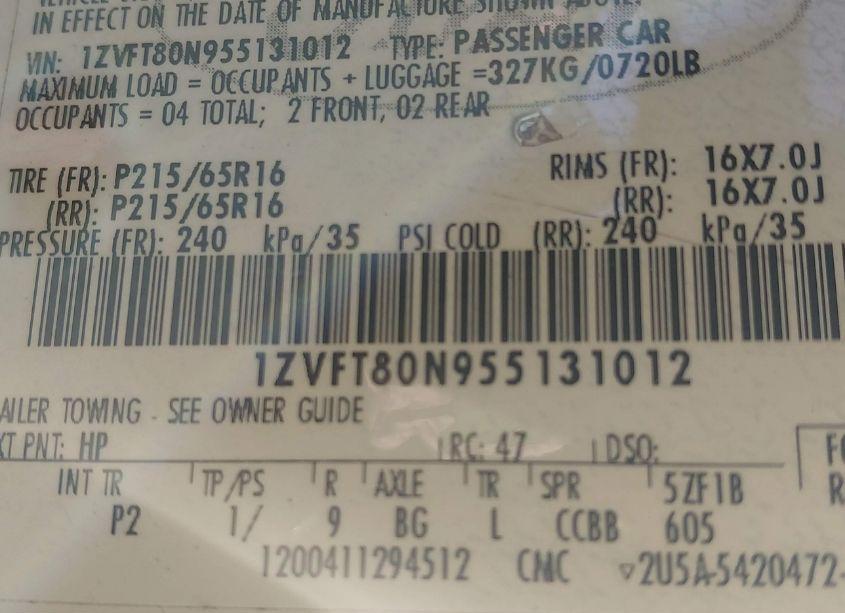 IN EFFECT ON THE DATE OF MANUFACTURE SHOWN ABOVE.
VIN: 1ZVFT80N955131012 TYPE: PASSENGER CAR
MAXIMUM LOAD = OCCUPANTS + LUGGAGE =327KG/0720LB
OCCUPANTS = 04 TOTAL; 2 FRONT, 02 REAR
TIRE (FR): P215/65R16 RIMS (FR): 16X7.0J
(RR): P215/65R16 (RR): 16X7.0J
PRESSURE (FR): 240 kPa/35 PSI COLD (RR): 240 kPa/35
1ZVFT80N955131012
AILER TOWING - SEE OWNER GUIDE
XT PNT: HP RC: 47 DSO: FO
INT TR TP/PS R AXLE TR SPR 5ZF1B R
P2 1/ 9 BG L CCBB 605
1200411294512 CMC ▽2U5A-5420472-